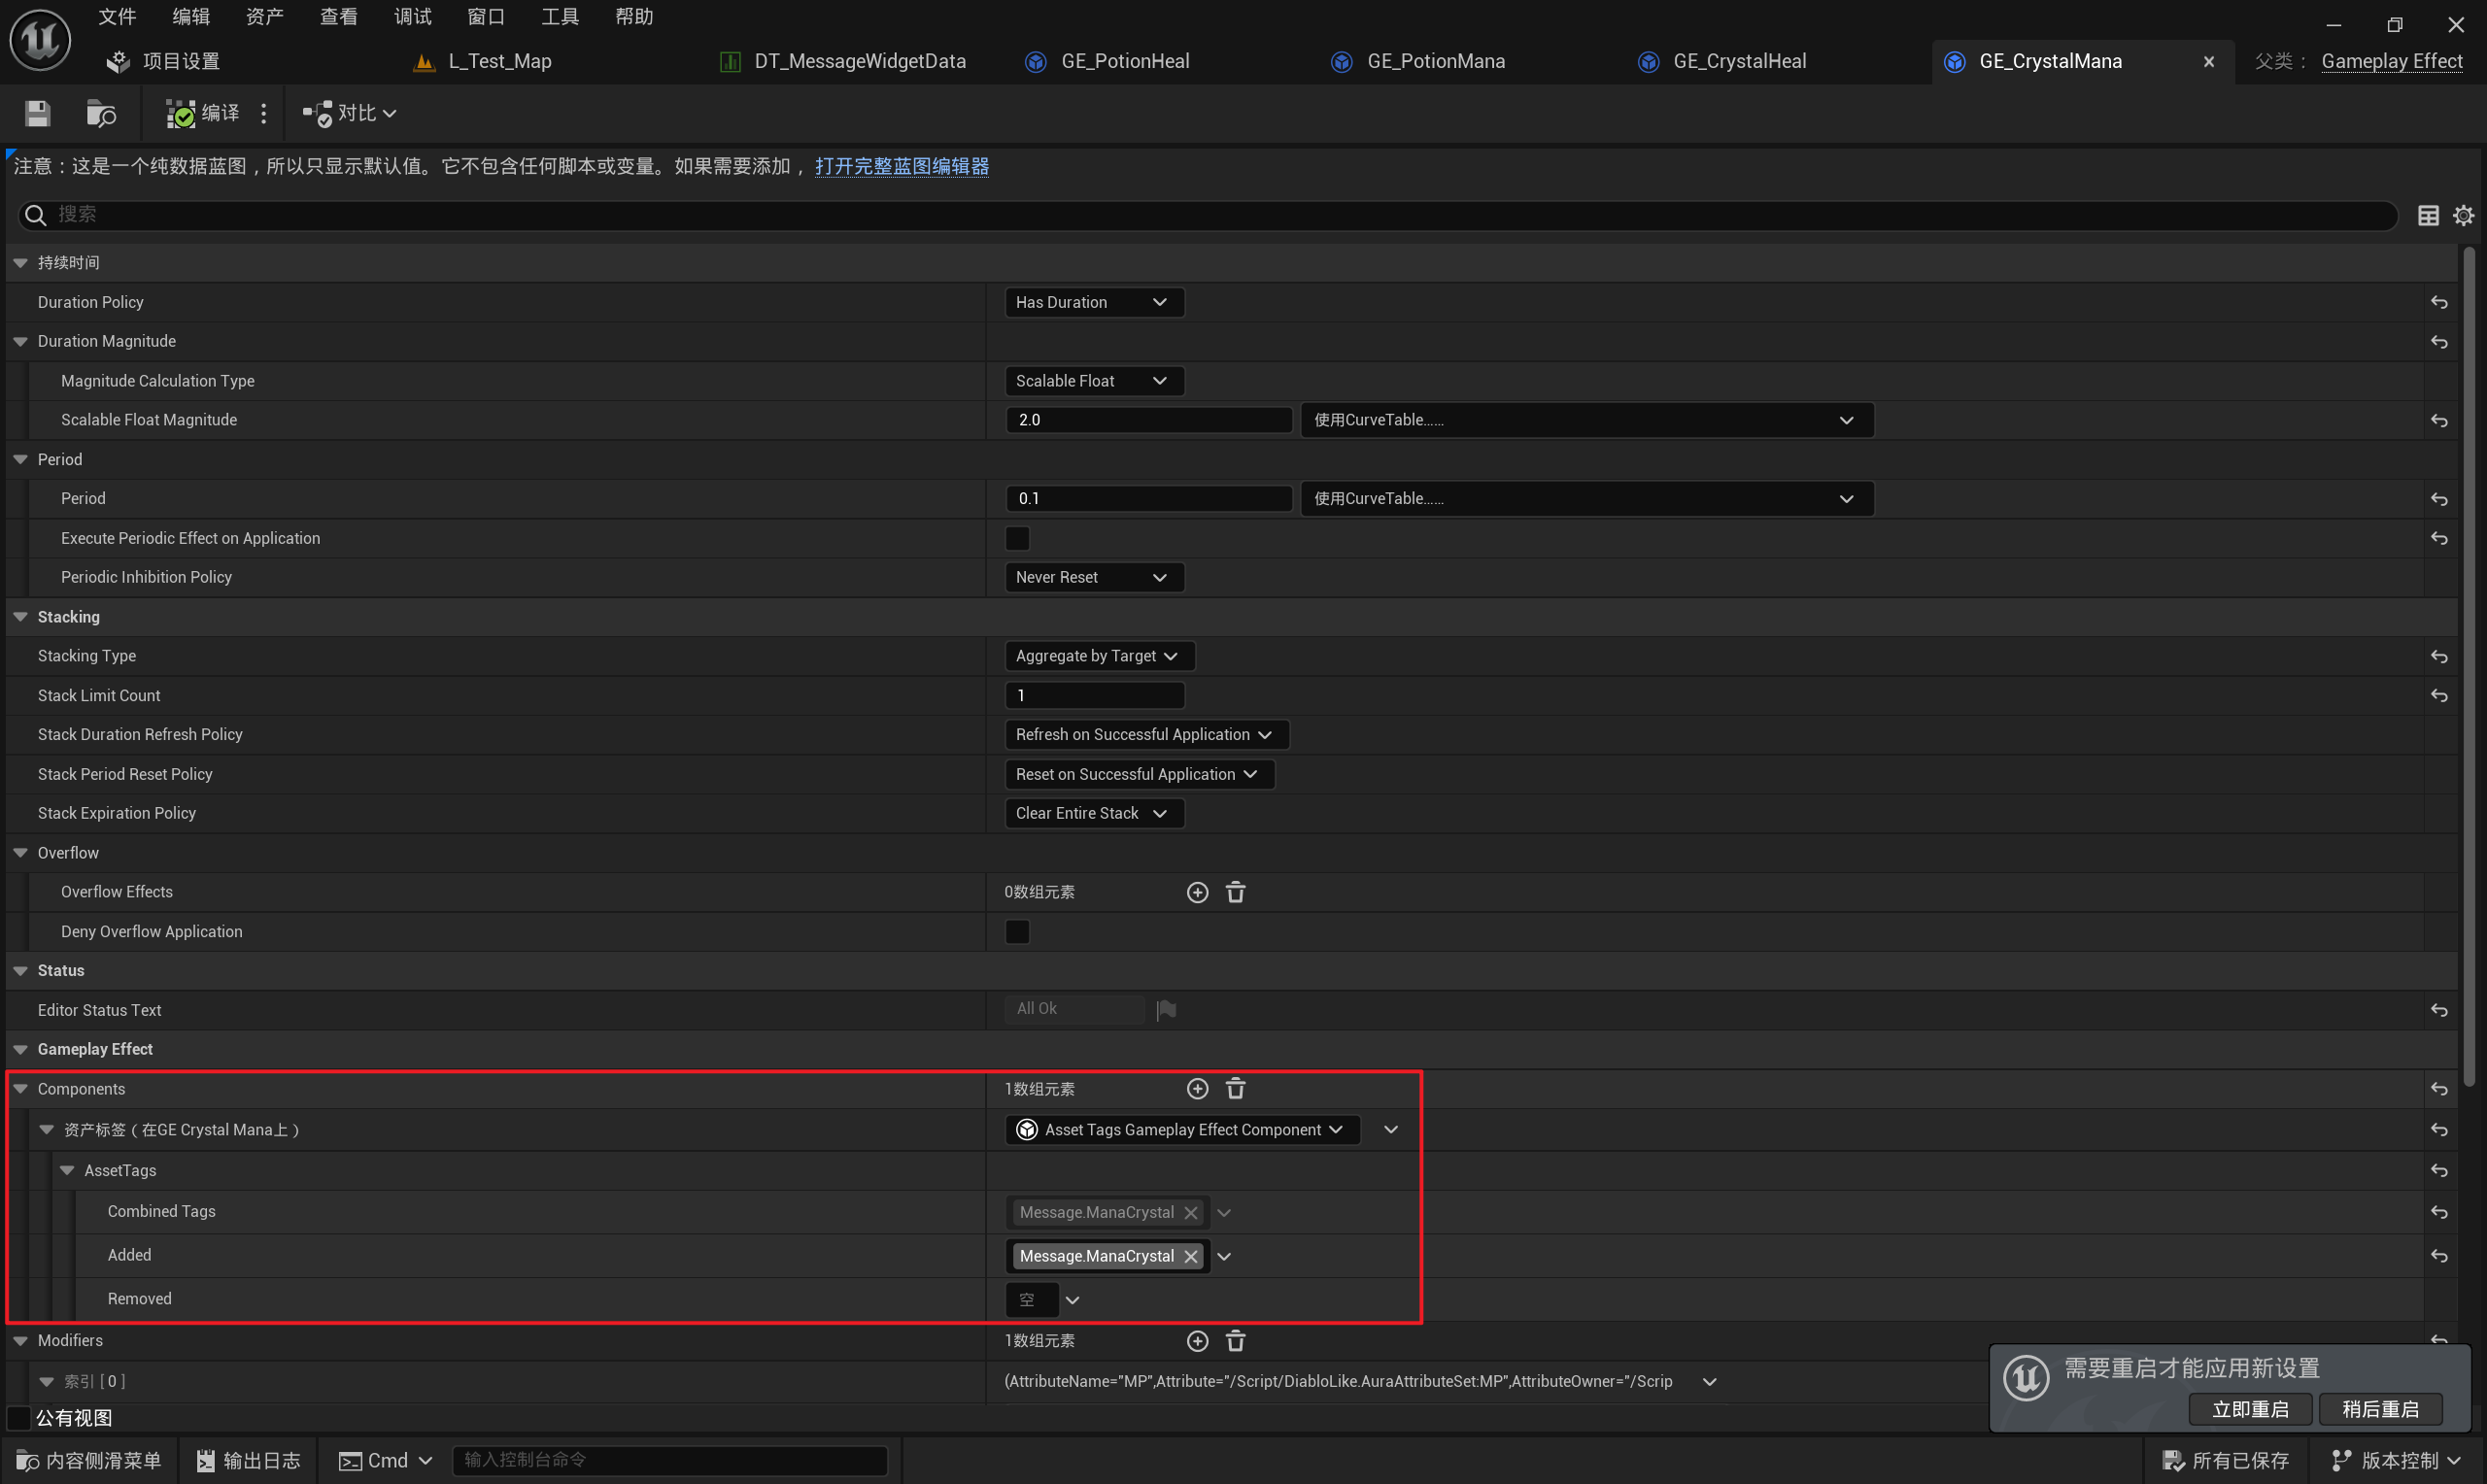 文件 编辑 资产 查看 调试 窗口 工具 帮助
项目设置 L_Test_Map DT_MessageWidgetData GE_PotionHeal GE_PotionMana GE_CrystalHeal GE_CrystalMana 父类： Gameplay Effect
编译 对比
注意：这是一个纯数据蓝图，所以只显示默认值。它不包含任何脚本或变量。如果需要添加，打开完整蓝图编辑器
搜索
持续时间
Duration Policy Has Duration
Duration Magnitude
Magnitude Calculation Type Scalable Float
Scalable Float Magnitude 2.0 使用CurveTable......
Period
Period 0.1 使用CurveTable......
Execute Periodic Effect on Application
Periodic Inhibition Policy Never Reset
Stacking
Stacking Type Aggregate by Target
Stack Limit Count 1
Stack Duration Refresh Policy Refresh on Successful Application
Stack Period Reset Policy Reset on Successful Application
Stack Expiration Policy Clear Entire Stack
Overflow
Overflow Effects 0数组元素
Deny Overflow Application
Status
Editor Status Text All Ok
Gameplay Effect
Components 1数组元素
资产标签（在GE Crystal Mana上） Asset Tags Gameplay Effect Component
AssetTags
Combined Tags Message.ManaCrystal
Added Message.ManaCrystal
Removed 空
Modifiers 1数组元素
索引 [ 0 ] (AttributeName="MP",Attribute="/Script/DiabloLike.AuraAttributeSet:MP",AttributeOwner="/Scrip
需要重启才能应用新设置
立即重启 稍后重启
公有视图
内容侧滑菜单 输出日志 Cmd 输入控制台命令 所有已保存 版本控制